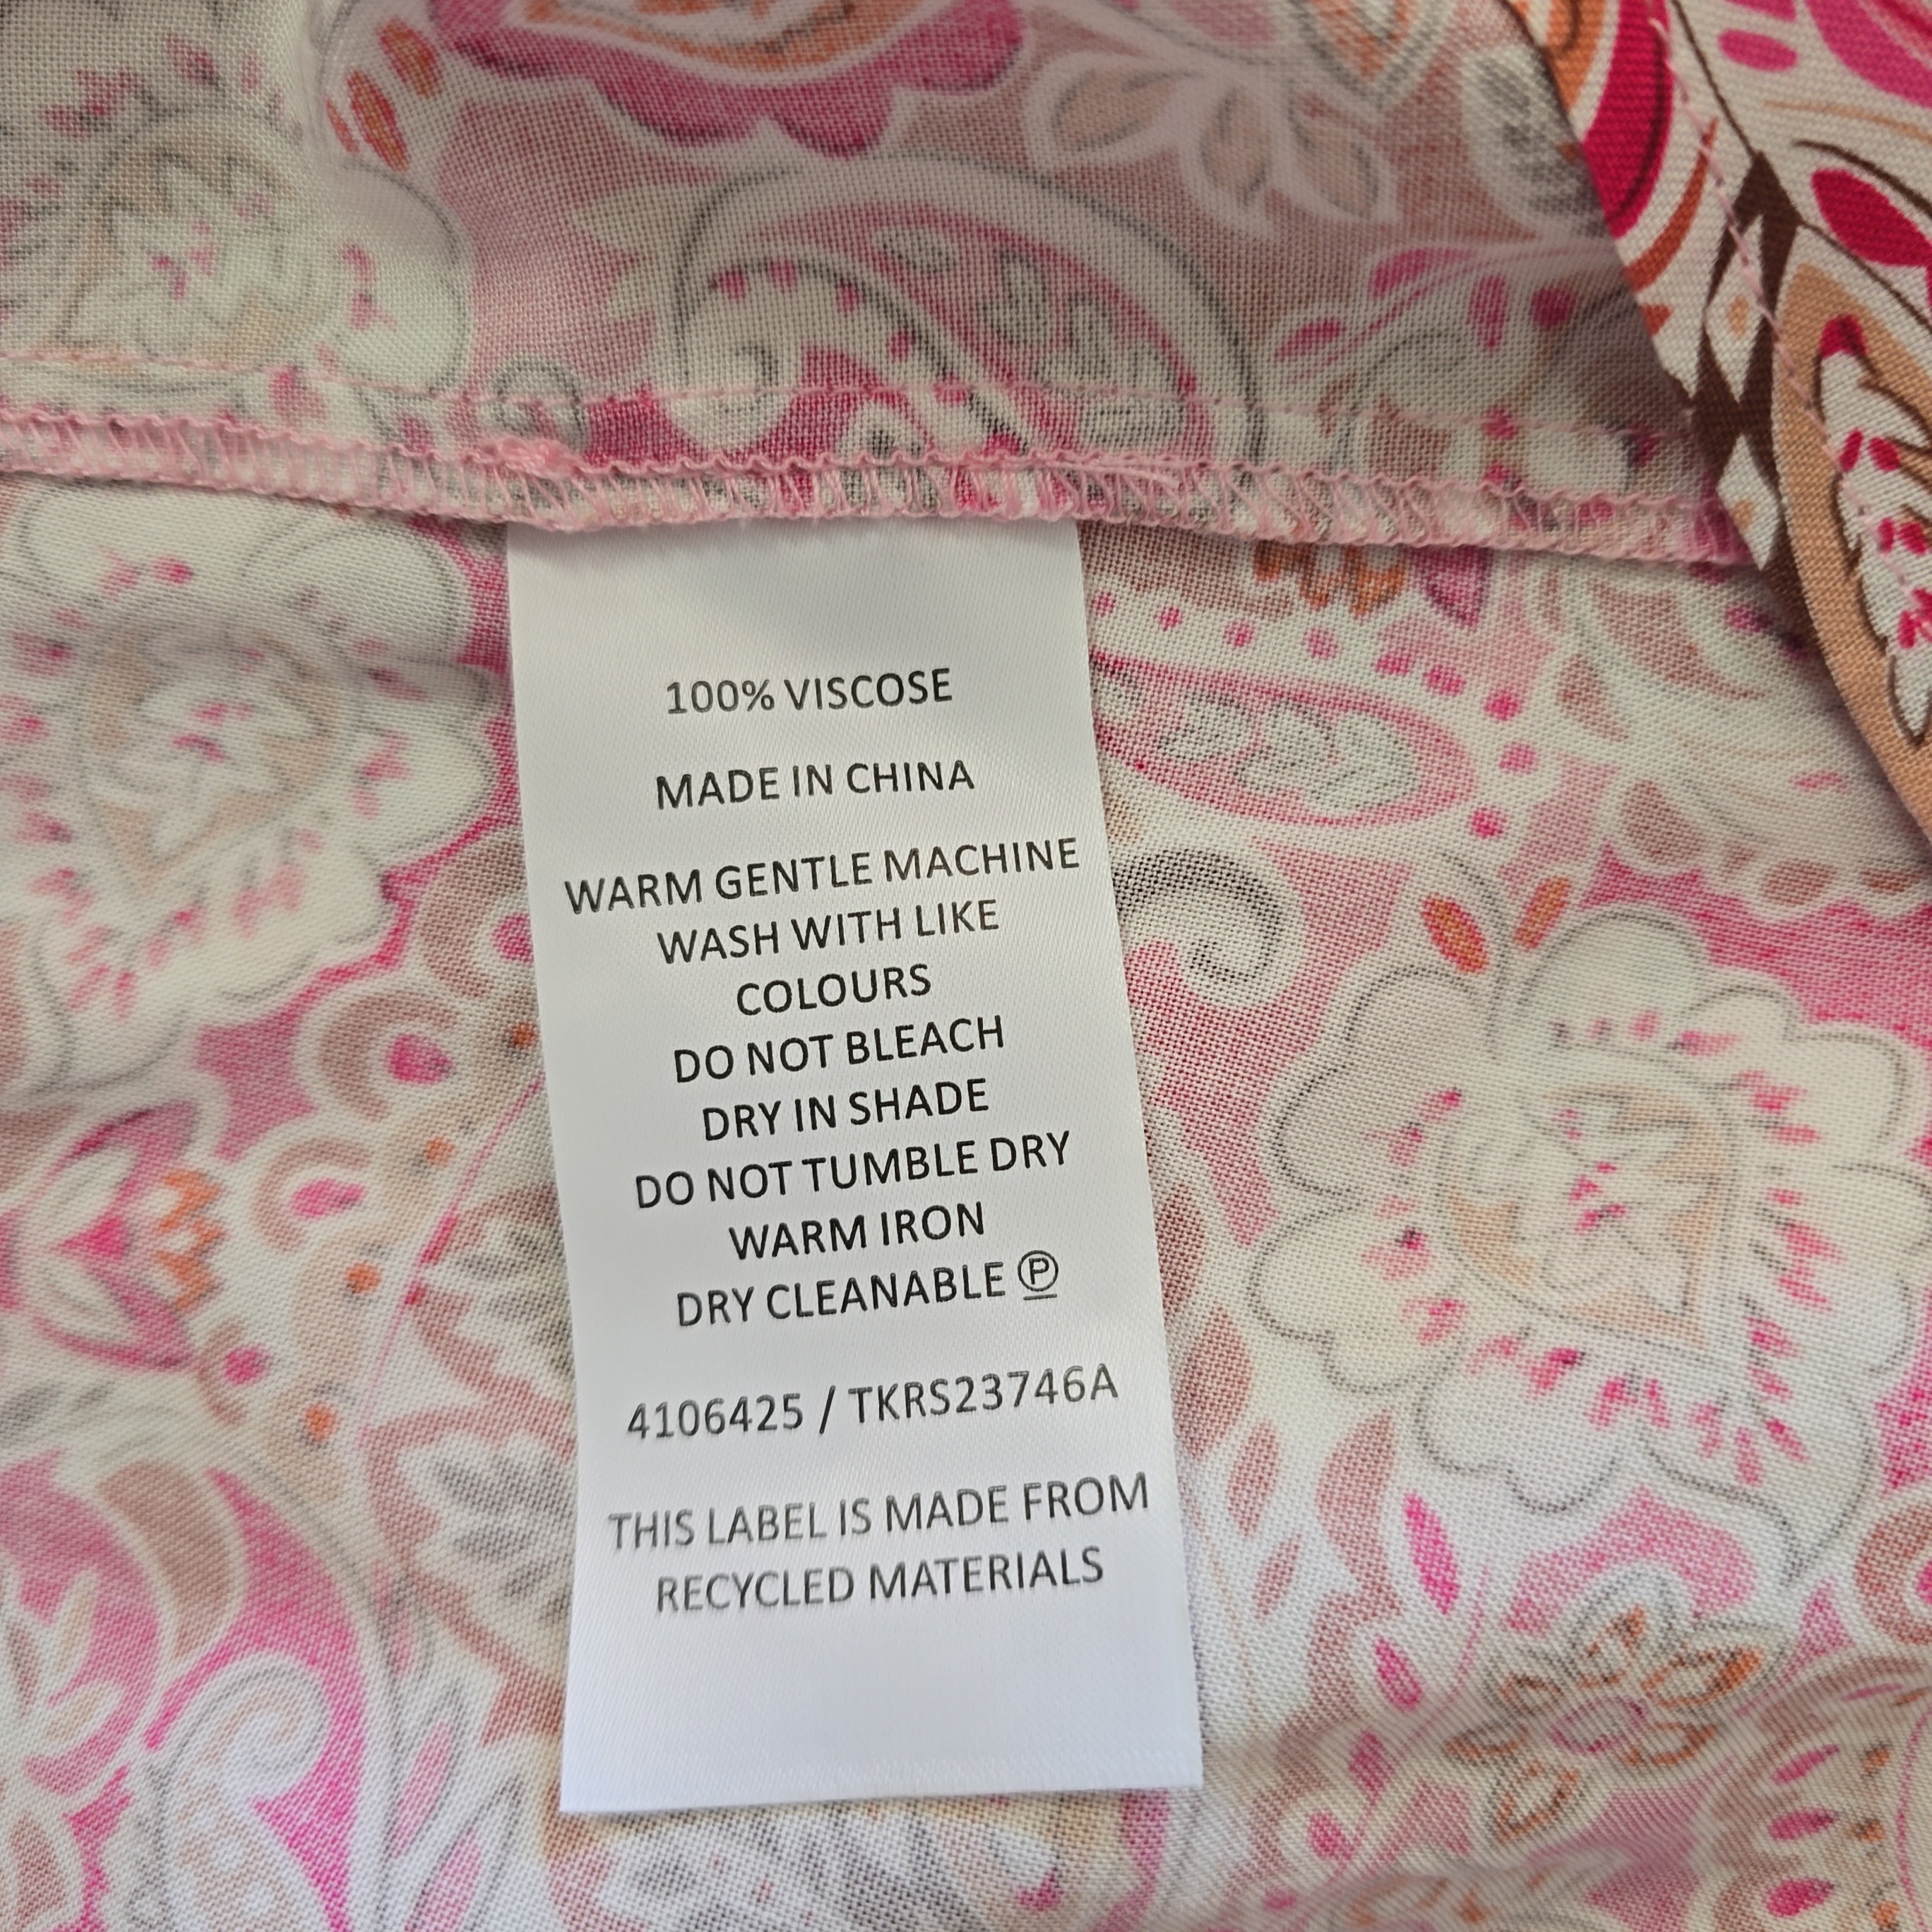 100% VISCOSE
MADE IN CHINA
WARM GENTLE MACHINE
WASH WITH LIKE
COLOURS
DO NOT BLEACH
DRY IN SHADE
DO NOT TUMBLE DRY
WARM IRON
DRY CLEANABLE Ⓟ
4106425 / TKRS23746A
THIS LABEL IS MADE FROM
RECYCLED MATERIALS